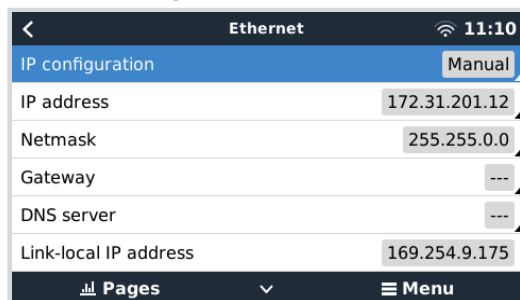 Ethernet 11:10
IP configuration Manual
IP address 172.31.201.12
Netmask 255.255.0.0
Gateway ---
DNS server ---
Link-local IP address 169.254.9.175
Pages Menu